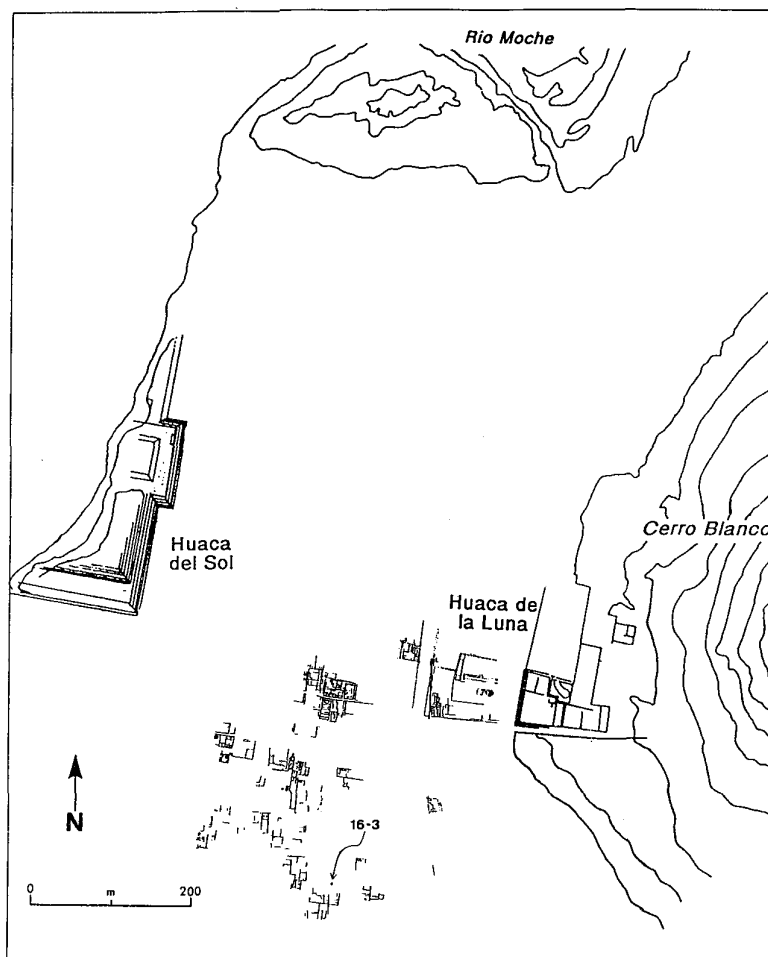 Rio Moche
Huaca
del Sol
Cerro Blanco
Huaca de
la Luna
N
16-3
0 m 200